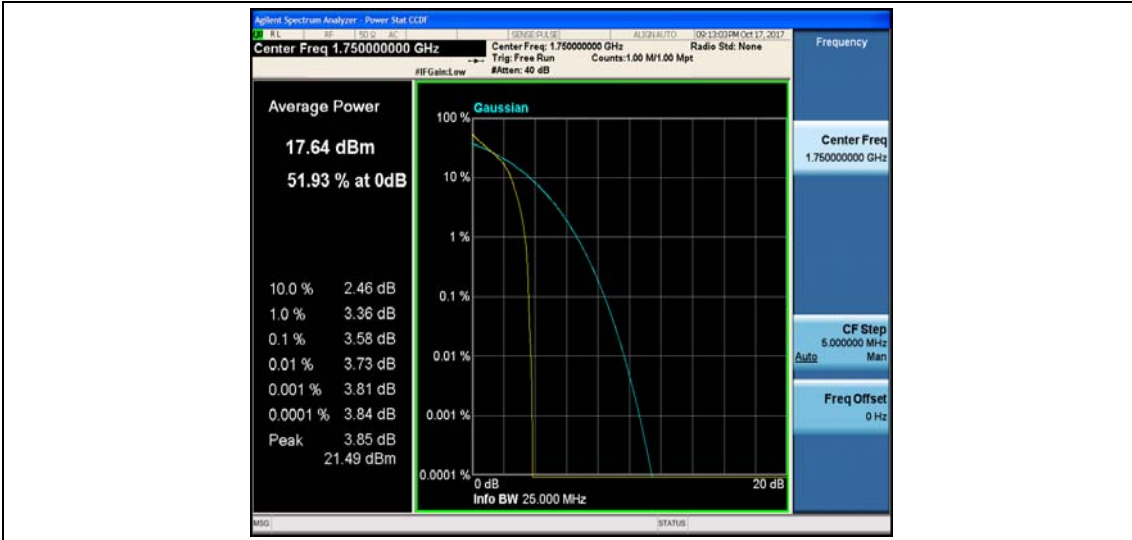 Agilent Spectrum Analyzer - Power Stat CCDF
RL RF 50 Ω AC SENSE:PULSE ALIGNAUTO 09:13:03PM Oct 17, 2017
Center Freq 1.750000000 GHz
Center Freq: 1.750000000 GHz Radio Std: None
Trig: Free Run Counts:1.00 M/1.00 Mpt
#IFGain:Low #Atten: 40 dB
Frequency
Average Power
17.64 dBm
51.93 % at 0dB
10.0 % 2.46 dB
1.0 % 3.36 dB
0.1 % 3.58 dB
0.01 % 3.73 dB
0.001 % 3.81 dB
0.0001 % 3.84 dB
Peak 3.85 dB
21.49 dBm
Gaussian
100 %
10 %
1 %
0.1 %
0.01 %
0.001 %
0.0001 %
0 dB 20 dB
Info BW 25.000 MHz
Center Freq
1.750000000 GHz
CF Step
5.000000 MHz
Auto Man
Freq Offset
0 Hz
MSG STATUS